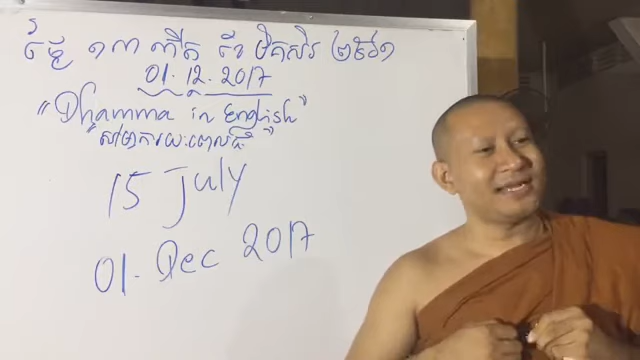 ថ្ងៃ ១៣ កើត ខែ មិគសិរ ២៥៦១
01. 12. 2017
"Dhamma in English"
15 July
01. Dec 2017